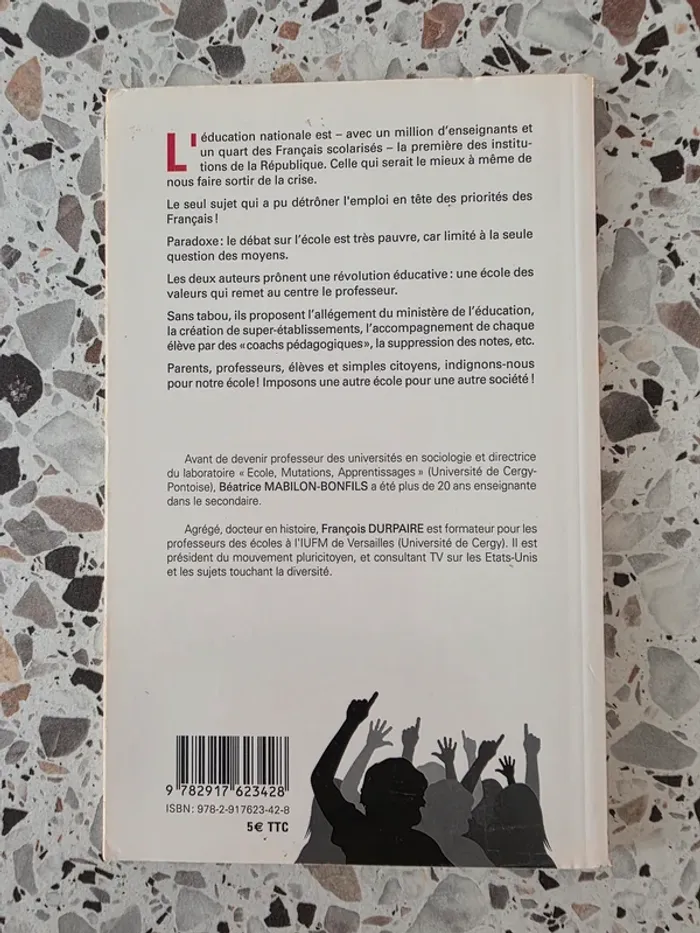 L'éducation nationale est – avec un million d'enseignants et
un quart des Français scolarisés – la première des institu-
tions de la République. Celle qui serait le mieux à même de
nous faire sortir de la crise.
Le seul sujet qui a pu détrôner l'emploi en tête des priorités des
Français !
Paradoxe : le débat sur l'école est très pauvre, car limité à la seule
question des moyens.
Les deux auteurs prônent une révolution éducative : une école des
valeurs qui remet au centre le professeur.
Sans tabou, ils proposent l'allégement du ministère de l'éducation,
la création de super-établissements, l'accompagnement de chaque
élève par des «coachs pédagogiques», la suppression des notes, etc.
Parents, professeurs, élèves et simples citoyens, indignons-nous
pour notre école ! Imposons une autre école pour une autre société !
Avant de devenir professeur des universités en sociologie et directrice
du laboratoire « Ecole, Mutations, Apprentissages » (Université de Cergy-
Pontoise), Béatrice MABILON-BONFILS a été plus de 20 ans enseignante
dans le secondaire.
Agrégé, docteur en histoire, François DURPAIRE est formateur pour les
professeurs des écoles à l'IUFM de Versailles (Université de Cergy). Il est
président du mouvement pluricitoyen, et consultant TV sur les Etats-Unis
et les sujets touchant la diversité.
9 782917 623428
ISBN : 978-2-917623-42-8
5€ TTC